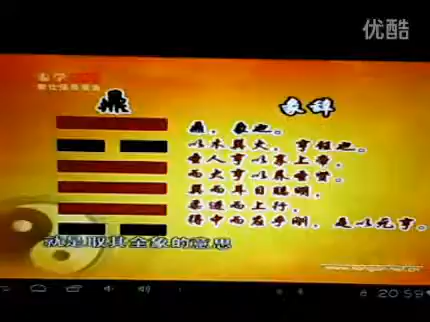 优酷
鼎
彖辞
鼎，象也。
以木巽火，亨饪也。
圣人亨以享上帝，
而大亨以养圣贤。
巽而耳目聪明，
柔进而上行，
得中而应乎刚，是以元亨。
就是取其全象的意思
20:59